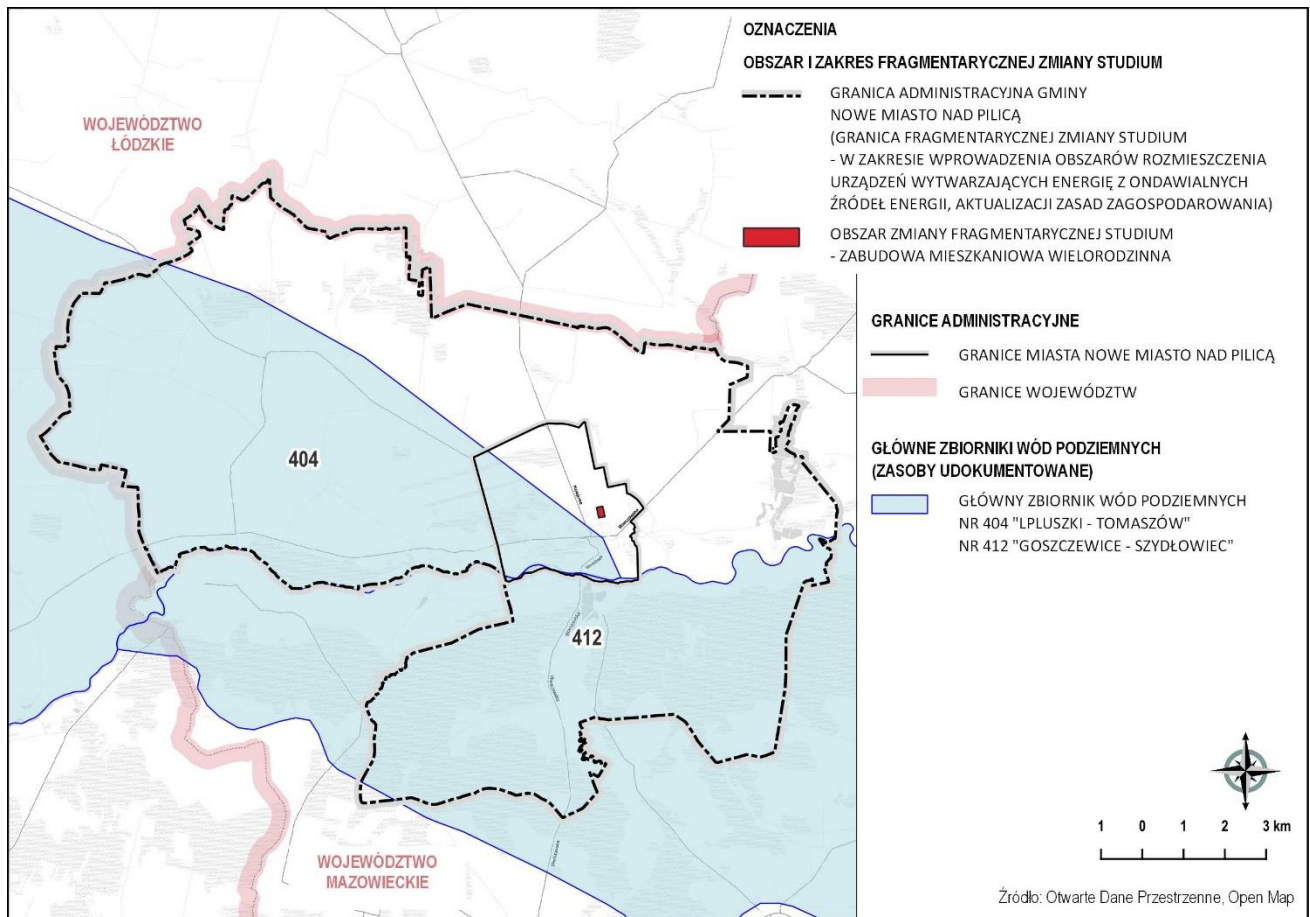 OZNACZENIA
OBSZAR I ZAKRES FRAGMENTARYCZNEJ ZMIANY STUDIUM
GRANICA ADMINISTRACYJNA GMINY
NOWE MIASTO NAD PILICĄ
(GRANICA FRAGMENTARYCZNEJ ZMIANY STUDIUM
- W ZAKRESIE WPROWADZENIA OBSZARÓW ROZMIESZCZENIA
URZĄDZEŃ WYTWARZAJĄCYCH ENERGIĘ Z ONDAWIALNYCH
ŹRÓDEŁ ENERGII, AKTUALIZACJI ZASAD ZAGOSPODAROWANIA)
OBSZAR ZMIANY FRAGMENTARYCZNEJ STUDIUM
- ZABUDOWA MIESZKANIOWA WIELORODZINNA
GRANICE ADMINISTRACYJNE
GRANICE MIASTA NOWE MIASTO NAD PILICĄ
GRANICE WOJEWÓDZTW
GŁÓWNE ZBIORNIKI WÓD PODZIEMNYCH
(ZASOBY UDOKUMENTOWANE)
GŁÓWNY ZBIORNIK WÓD PODZIEMNYCH
NR 404 "LPLUSZKI - TOMASZÓW"
NR 412 "GOSZCZEWICE - SZYDŁOWIEC"
WOJEWÓDZTWO
ŁÓDZKIE
404
412
WOJEWÓDZTWO
MAZOWIECKIE
1 0 1 2 3 km
Źródło: Otwarte Dane Przestrzenne, Open Map